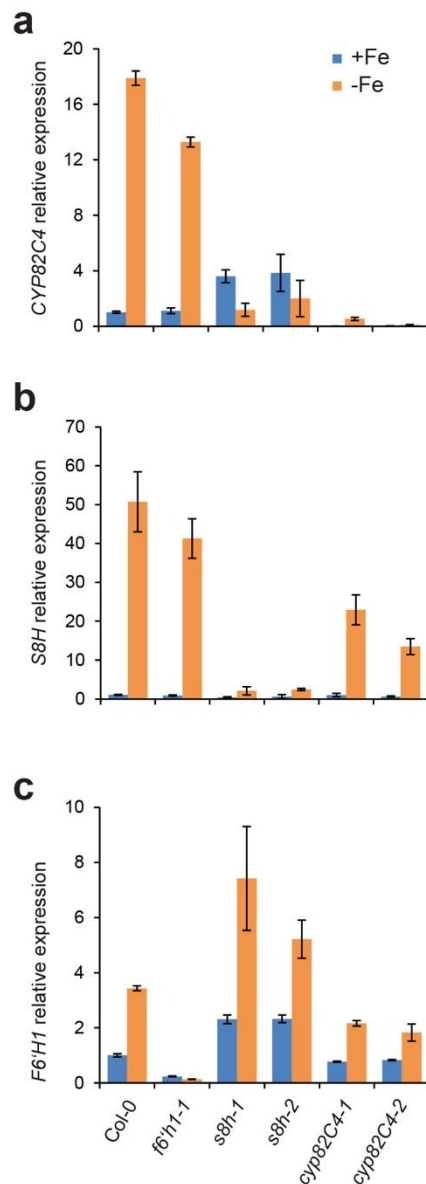 a
CYP82C4 relative expression
20
16
12
8
4
0
+Fe
-Fe
b
S8H relative expression
70
60
50
40
30
20
10
0
c
F6'H1 relative expression
10
8
6
4
2
0
Col-0
f6'h1-1
s8h-1
s8h-2
cyp82C4-1
cyp82C4-2